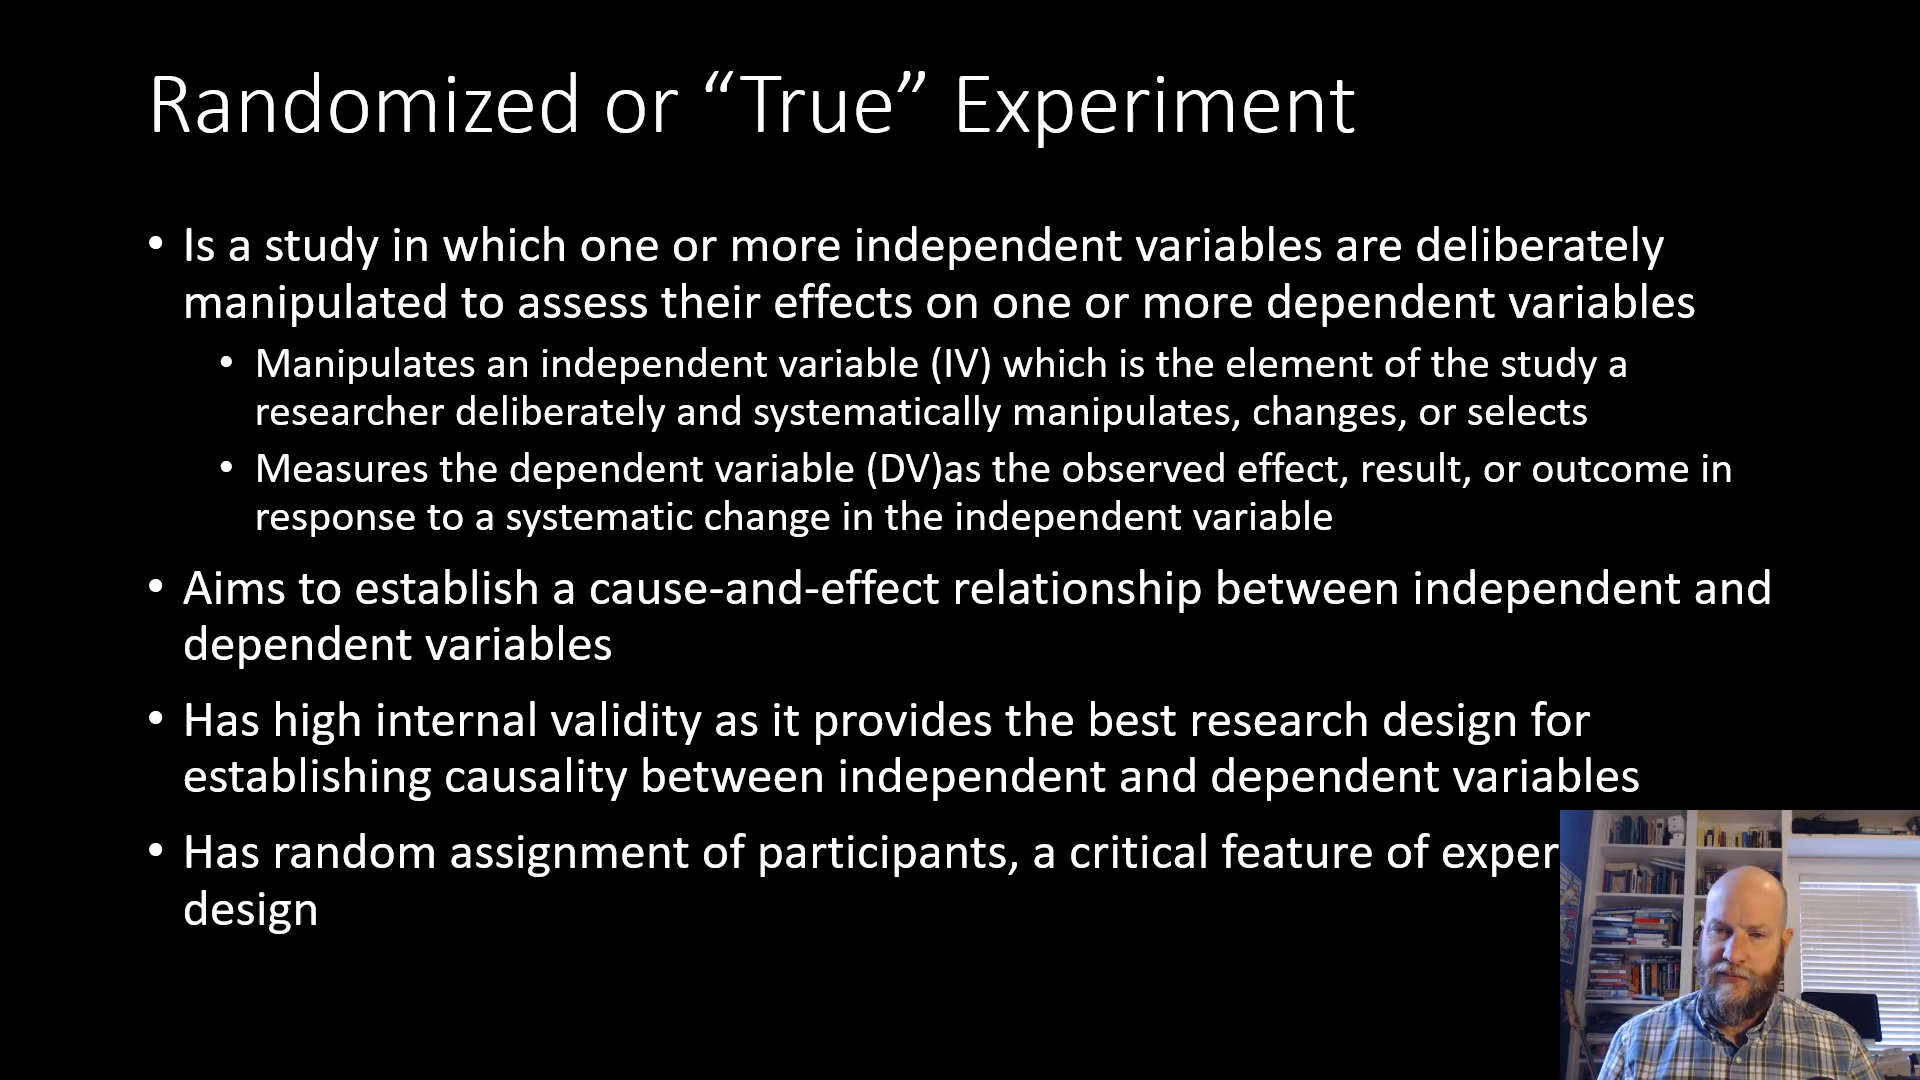 Randomized or “True” Experiment
• Is a study in which one or more independent variables are deliberately
manipulated to assess their effects on one or more dependent variables
• Manipulates an independent variable (IV) which is the element of the study a
researcher deliberately and systematically manipulates, changes, or selects
• Measures the dependent variable (DV)as the observed effect, result, or outcome in
response to a systematic change in the independent variable
• Aims to establish a cause-and-effect relationship between independent and
dependent variables
• Has high internal validity as it provides the best research design for
establishing causality between independent and dependent variables
• Has random assignment of participants, a critical feature of exper
design